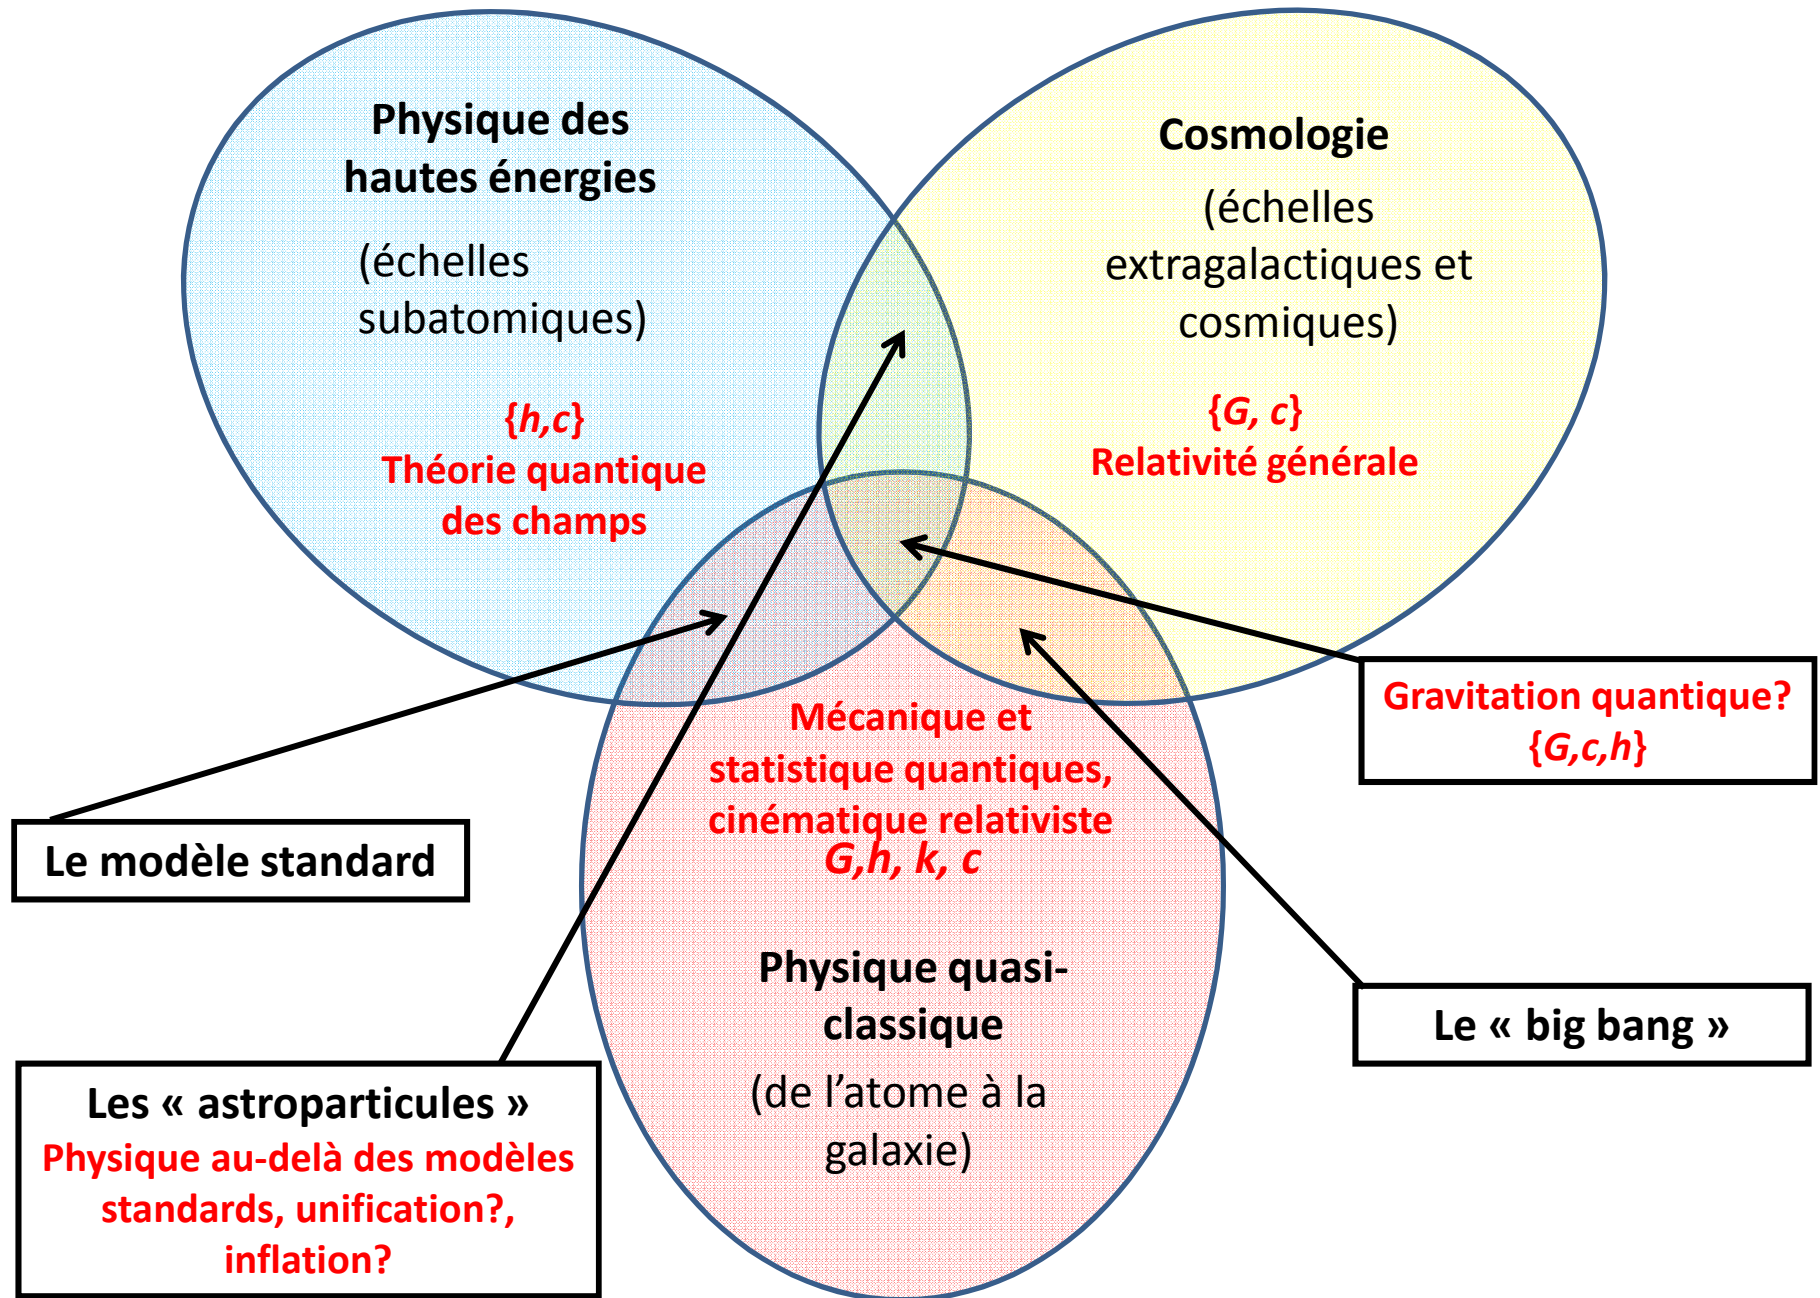 Physique des
hautes énergies
(échelles
subatomiques)
{h,c}
Théorie quantique
des champs
Cosmologie
(échelles
extragalactiques et
cosmiques)
{G, c}
Relativité générale
Mécanique et
statistique quantiques,
cinématique relativiste
G,h, k, c
Physique quasi-
classique
(de l’atome à la
galaxie)
Gravitation quantique?
{G,c,h}
Le modèle standard
Le « big bang »
Les « astroparticules »
Physique au-delà des modèles
standards, unification?,
inflation?